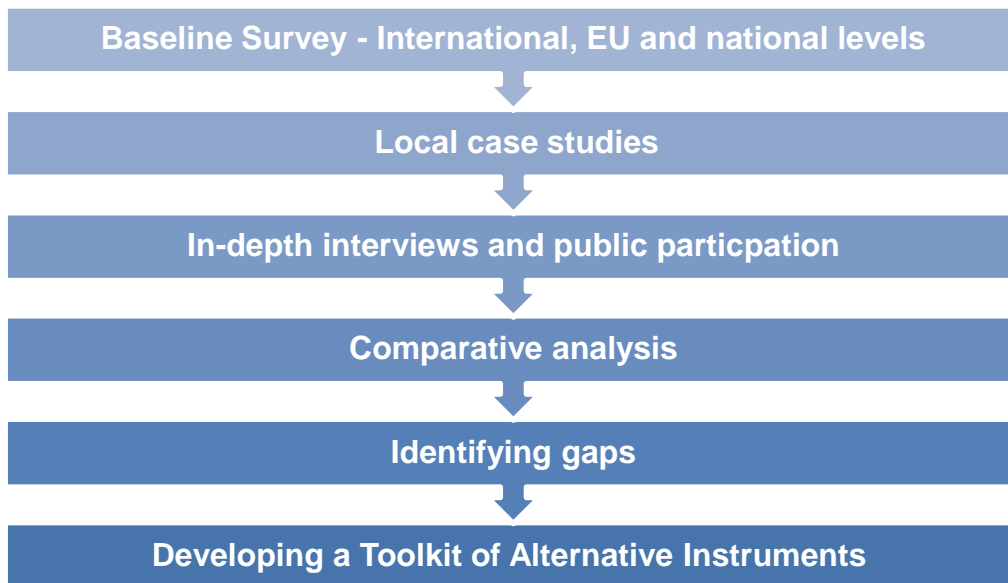 Baseline Survey - International, EU and national levels
Local case studies
In-depth interviews and public particpation
Comparative analysis
Identifying gaps
Developing a Toolkit of Alternative Instruments